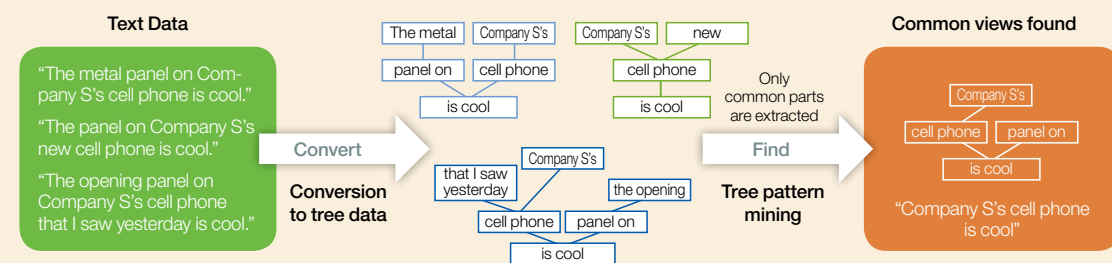 Text Data
“The metal panel on Com-
pany S’s cell phone is cool.”
“The panel on Company S’s
new cell phone is cool.”
“The opening panel on
Company S’s cell phone
that I saw yesterday is cool.”
Convert
Conversion
to tree data
The metal
Company S’s
panel on
cell phone
is cool
Company S’s
new
cell phone
is cool
Company S’s
that I saw
yesterday
the opening
cell phone
panel on
is cool
Only
common parts
are extracted
Find
Tree pattern
mining
Common views found
Company S’s
cell phone
panel on
is cool
“Company S’s cell phone
is cool”